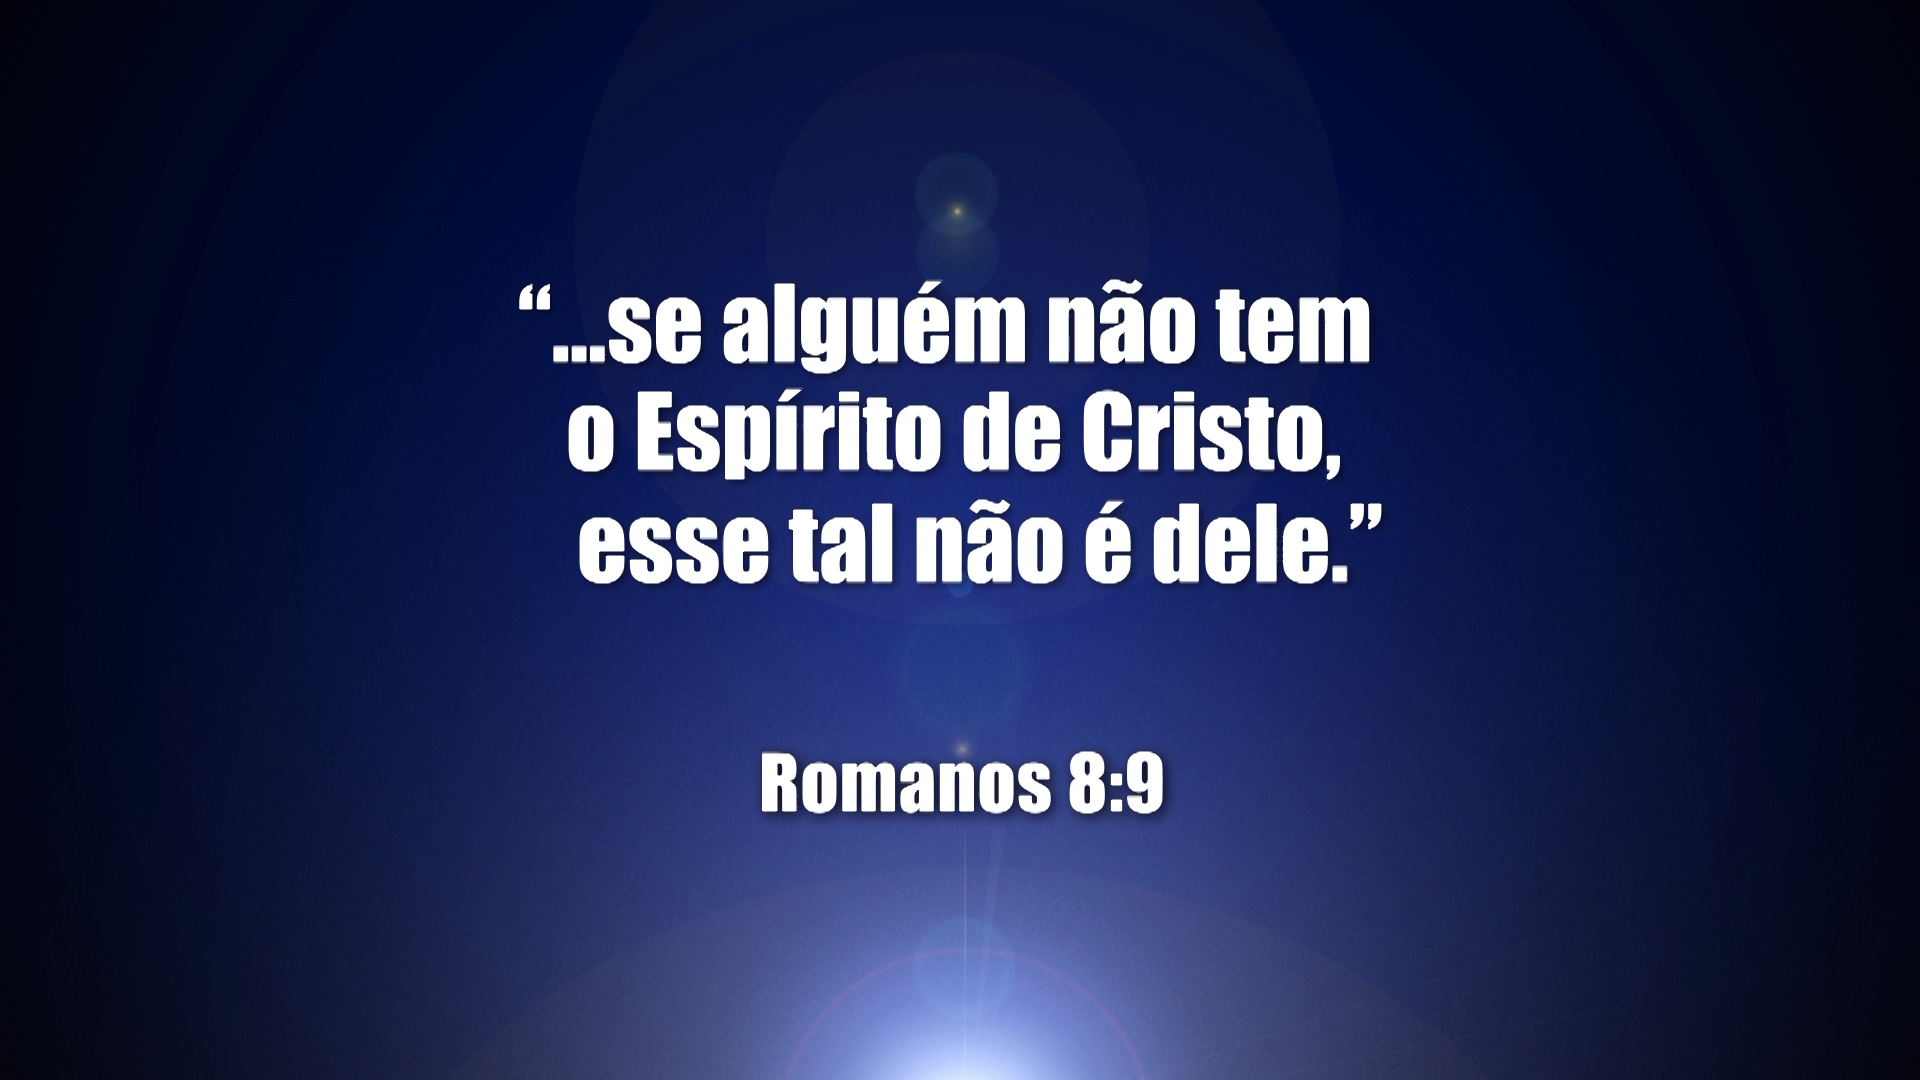 “...se alguém não tem
o Espírito de Cristo,
esse tal não é dele.”
Romanos 8:9